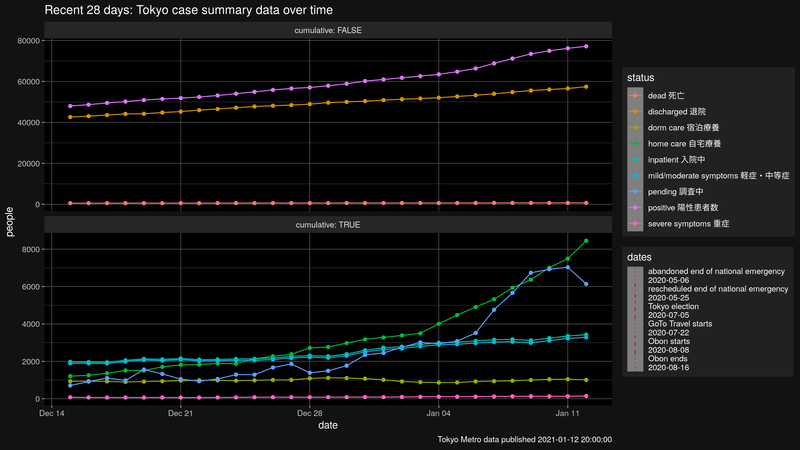 Recent 28 days: Tokyo case summary data over time
cumulative: FALSE
80000
60000
40000
20000
0
cumulative: TRUE
8000
6000
4000
2000
0
people
Dec 14
Dec 21
Dec 28
Jan 04
Jan 11
date
Tokyo Metro data published 2021-01-12 20:00:00
status
dead 死亡
discharged 退院
dorm care 宿泊療養
home care 自宅療養
inpatient 入院中
mild/moderate symptoms 軽症・中等症
pending 調査中
positive 陽性患者数
severe symptoms 重症
dates
abandoned end of national emergency
2020-05-06
rescheduled end of national emergency
2020-05-25
Tokyo election
2020-07-05
GoTo Travel starts
2020-07-22
Obon starts
2020-08-08
Obon ends
2020-08-16